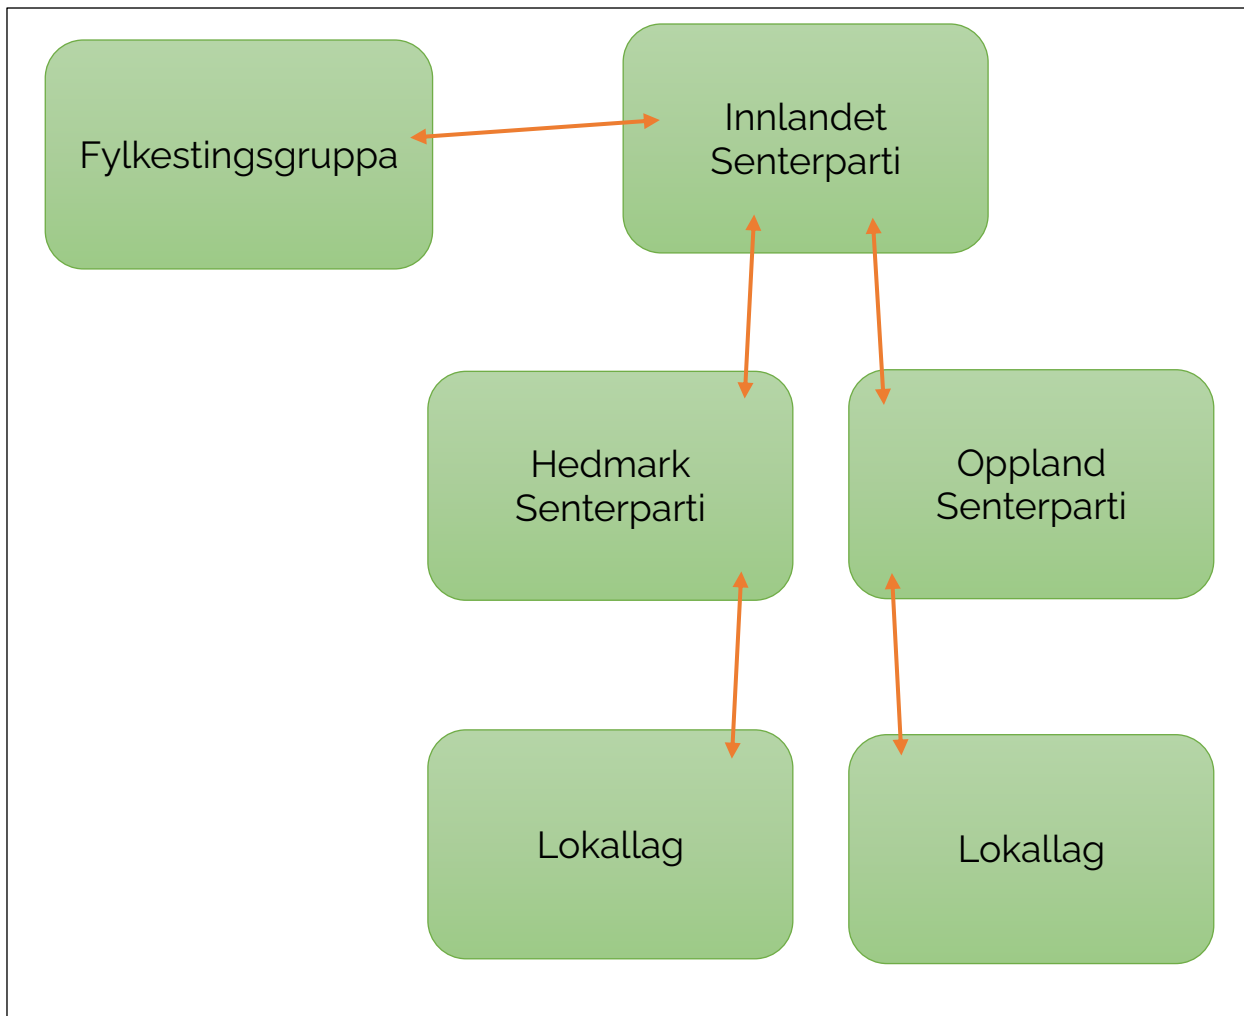 Fylkestingsgruppa
Innlandet
Senterparti
Hedmark
Senterparti
Oppland
Senterparti
Lokallag
Lokallag